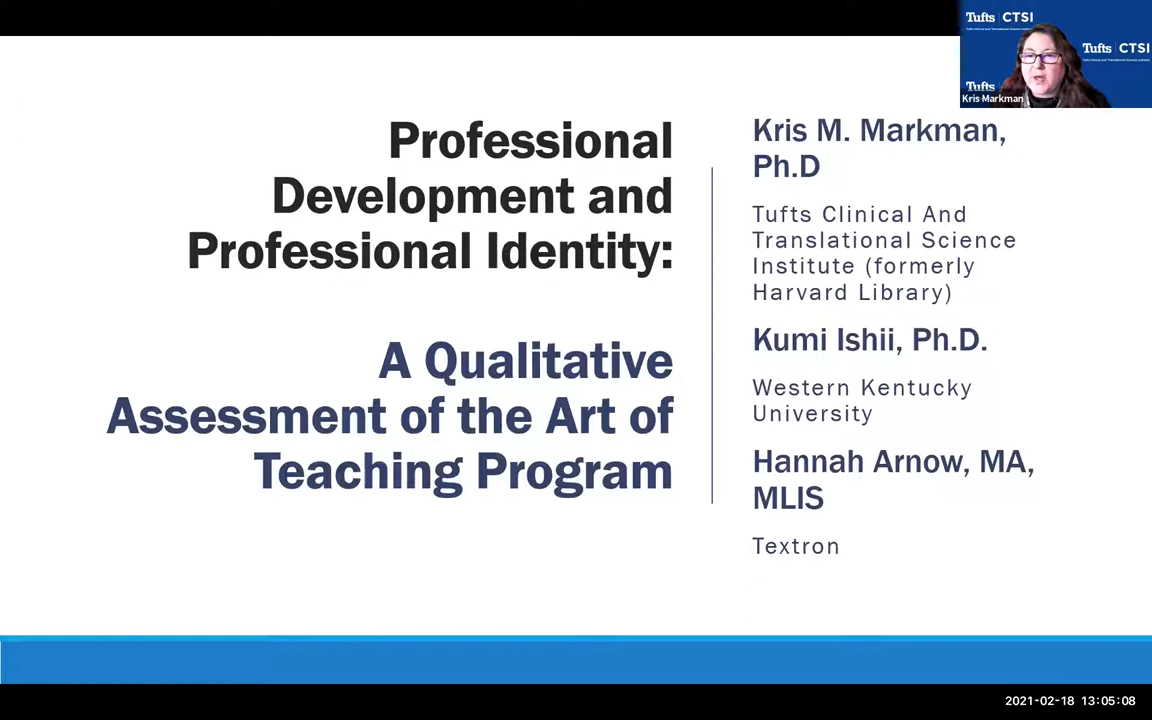 Tufts CTSI
Tufts CTSI
Tufts
Kris Markman
Professional
Development and
Professional Identity:
A Qualitative
Assessment of the Art of
Teaching Program
Kris M. Markman,
Ph.D
Tufts Clinical And
Translational Science
Institute (formerly
Harvard Library)
Kumi Ishii, Ph.D.
Western Kentucky
University
Hannah Arnow, MA,
MLIS
Textron
2021-02-18 13:05:08